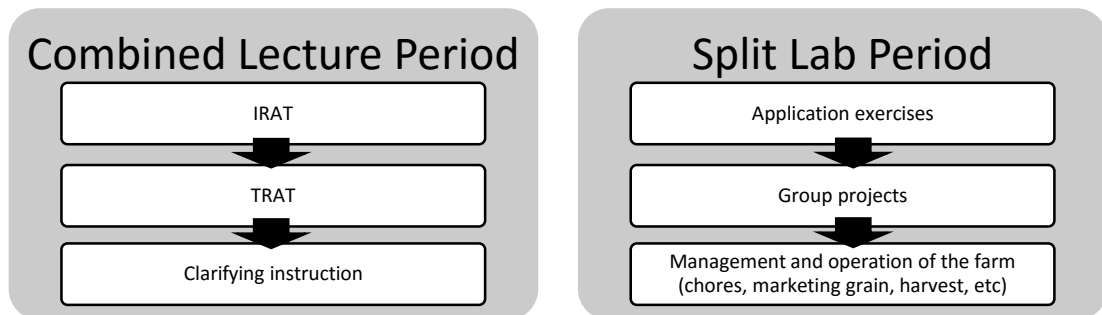 Combined Lecture Period
IRAT
TRAT
Clarifying instruction
Split Lab Period
Application exercises
Group projects
Management and operation of the farm
(chores, marketing grain, harvest, etc)